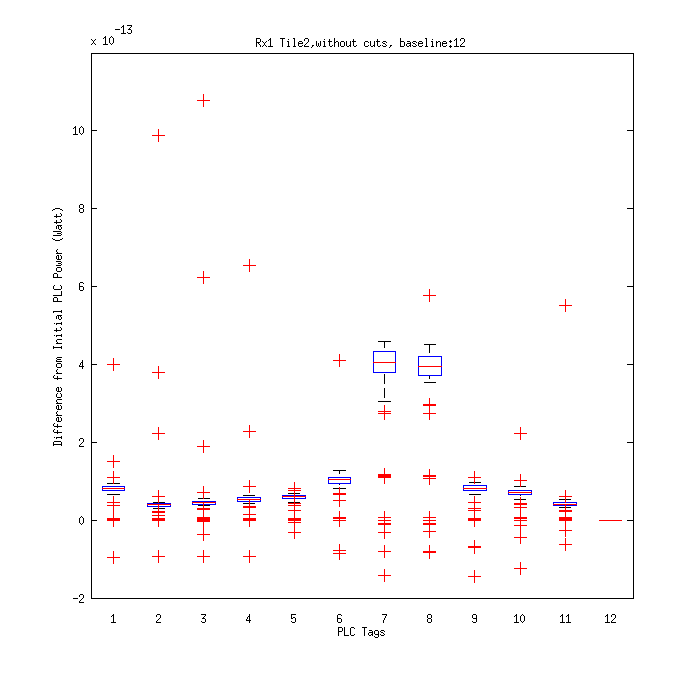 x 10^-13
Rx1 Tile2,without cuts, baseline:12
Difference from Initial PLC Power (Watt)
10
8
6
4
2
0
-2
1 2 3 4 5 6 7 8 9 10 11 12
PLC Tags